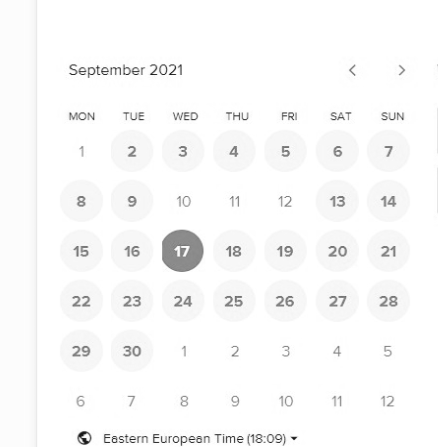 September 2021
MON TUE WED THU FRI SAT SUN
1 2 3 4 5 6 7
8 9 10 11 12 13 14
15 16 17 18 19 20 21
22 23 24 25 26 27 28
29 30 1 2 3 4 5
6 7 8 9 10 11 12
Eastern European Time (18:09)